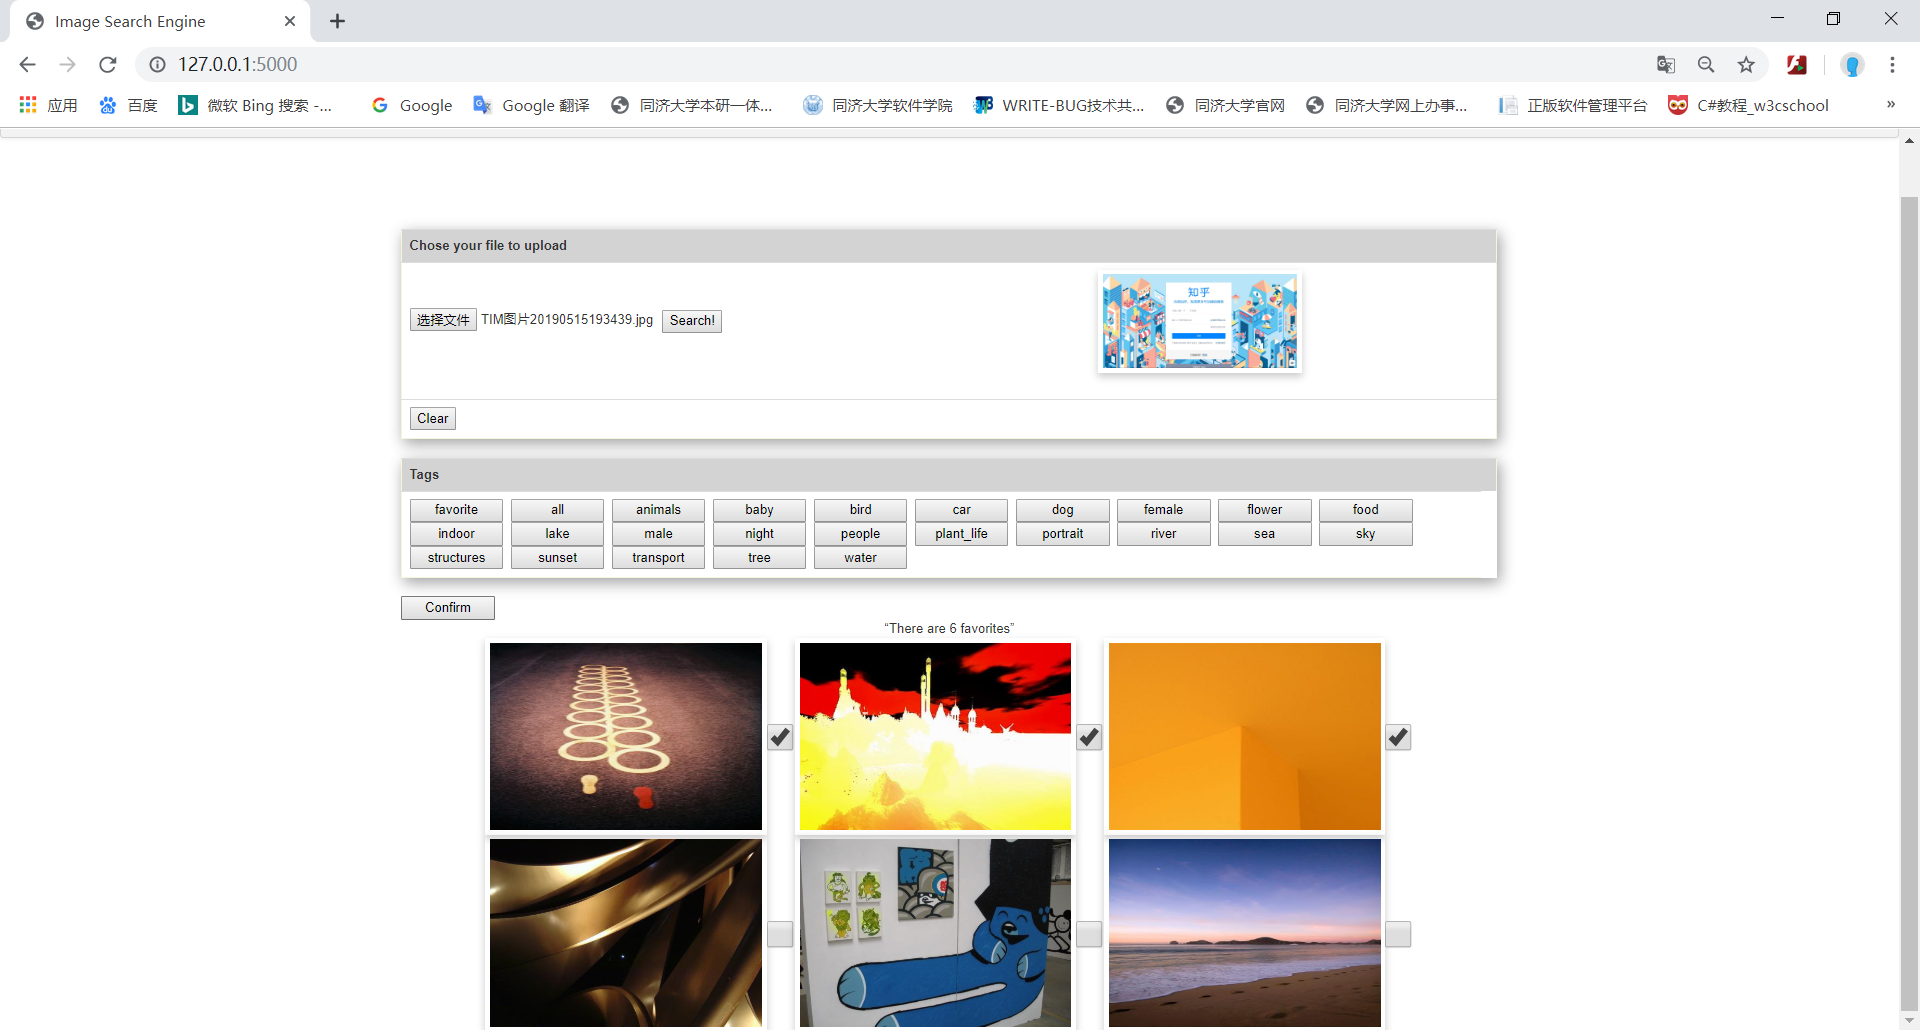 Image Search Engine
127.0.0.1:5000
应用 百度 微软 Bing 搜索 -... Google Google 翻译 同济大学本研一体... 同济大学软件学院 WRITE-BUG技术共... 同济大学官网 同济大学网上办事... 正版软件管理平台 C#教程_w3cschool »
Chose your file to upload
知乎
选择文件 TIM图片20190515193439.jpg Search!
Clear
Tags
favorite all animals baby bird car dog female flower food
indoor lake male night people plant_life portrait river sea sky
structures sunset transport tree water
Confirm
“There are 6 favorites”